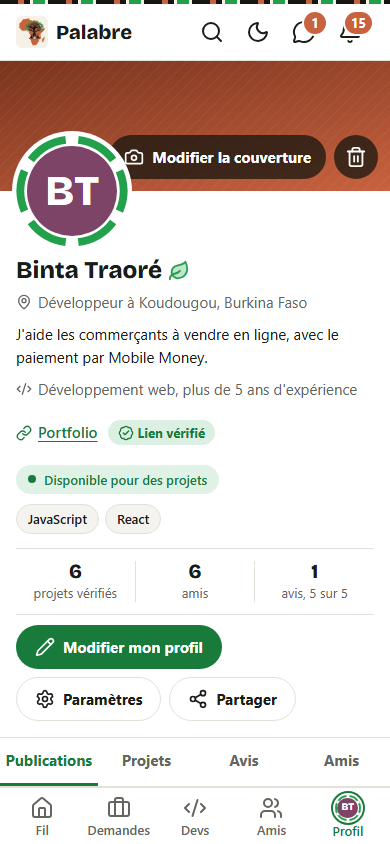 Palabre
1
15
Modifier la couverture
BT
Binta Traoré
Développeur à Koudougou, Burkina Faso
J'aide les commerçants à vendre en ligne, avec le
paiement par Mobile Money.
Développement web, plus de 5 ans d'expérience
Portfolio
Lien vérifié
Disponible pour des projets
JavaScript
React
6
projets vérifiés
6
amis
1
avis, 5 sur 5
Modifier mon profil
Paramètres
Partager
Publications
Projets
Avis
Amis
Fil
Demandes
Devs
Amis
BT
Profil